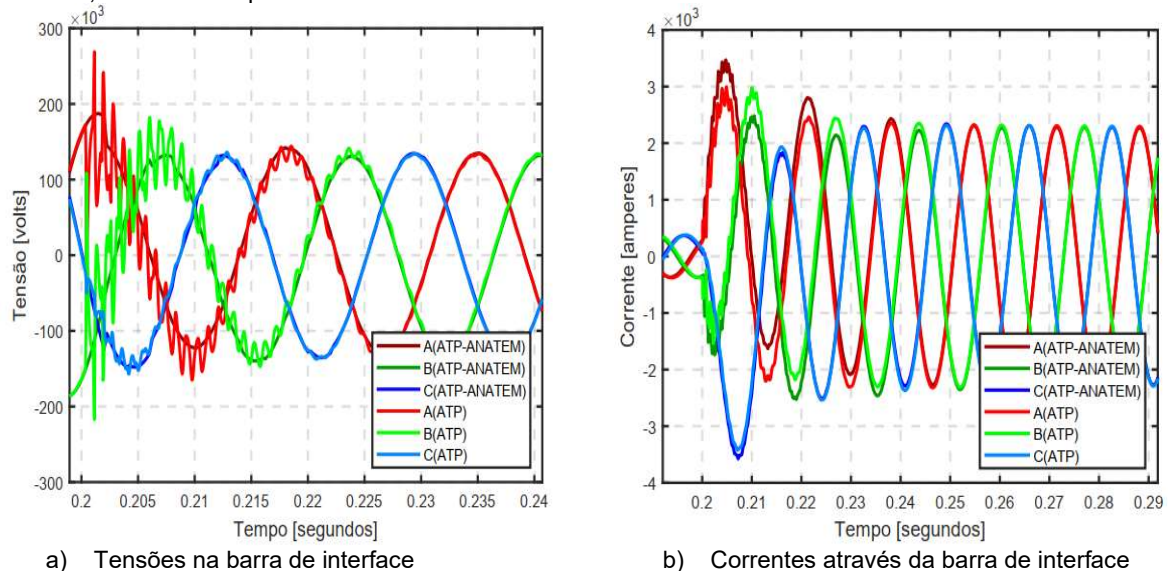 ×10³
300
200
100
0
-100
-200
-300
Tensão [volts]
0.2 0.205 0.21 0.215 0.22 0.225 0.23 0.235 0.24
Tempo [segundos]
A(ATP-ANATEM)
B(ATP-ANATEM)
C(ATP-ANATEM)
A(ATP)
B(ATP)
C(ATP)
a) Tensões na barra de interface
×10³
4
3
2
1
0
-1
-2
-3
-4
Corrente [amperes]
0.2 0.21 0.22 0.23 0.24 0.25 0.26 0.27 0.28 0.29
Tempo [segundos]
A(ATP-ANATEM)
B(ATP-ANATEM)
C(ATP-ANATEM)
A(ATP)
B(ATP)
C(ATP)
b) Correntes através da barra de interface